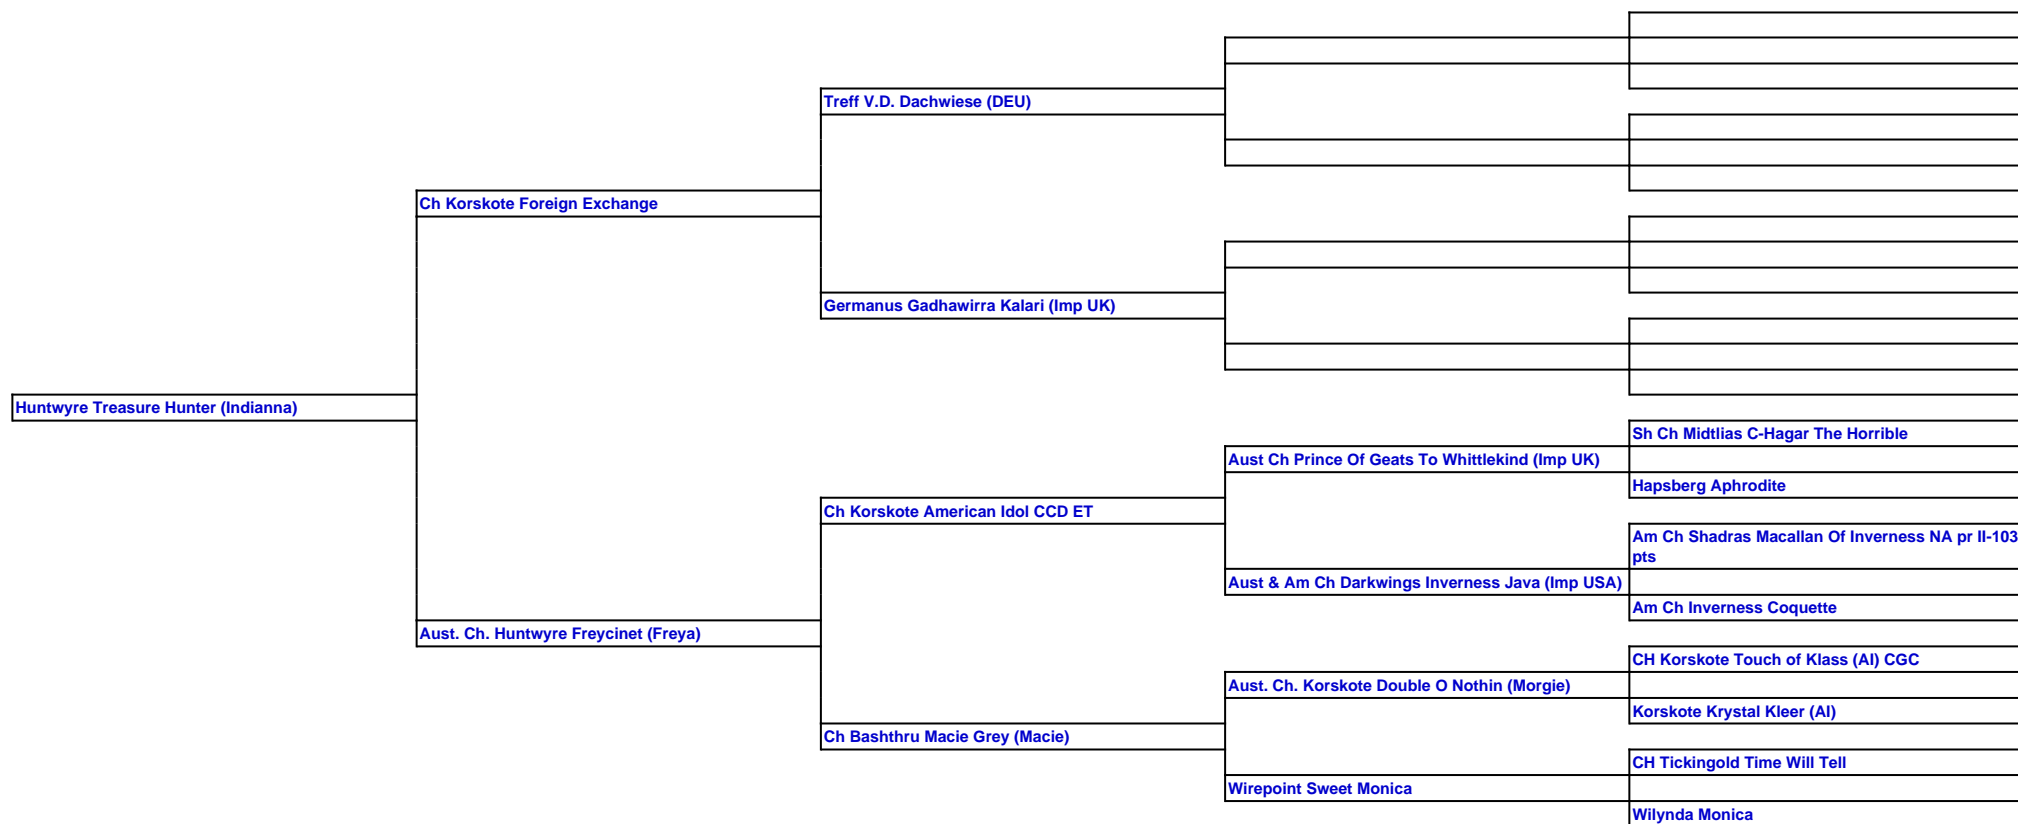 Treff V.D. Dachwiese (DEU)
Ch Korskote Foreign Exchange
Germanus Gadhawirra Kalari (Imp UK)
Huntwyre Treasure Hunter (Indianna)
Sh Ch Midtlias C-Hagar The Horrible
Aust Ch Prince Of Geats To Whittlekind (Imp UK)
Hapsberg Aphrodite
Ch Korskote American Idol CCD ET
Am Ch Shadras Macallan Of Inverness NA pr II-103
pts
Aust & Am Ch Darkwings Inverness Java (Imp USA)
Am Ch Inverness Coquette
Aust. Ch. Huntwyre Freycinet (Freya)
CH Korskote Touch of Klass (AI) CGC
Aust. Ch. Korskote Double O Nothin (Morgie)
Korskote Krystal Kleer (AI)
Ch Bashthru Macie Grey (Macie)
CH Tickingold Time Will Tell
Wirepoint Sweet Monica
Wilynda Monica